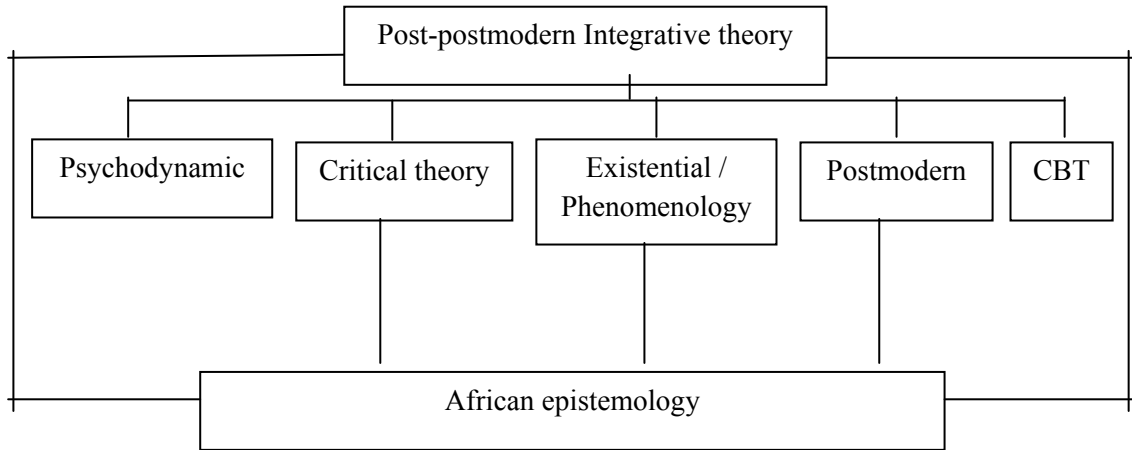 Post-postmodern Integrative theory
Psychodynamic
Critical theory
Existential /
Phenomenology
Postmodern
CBT
African epistemology